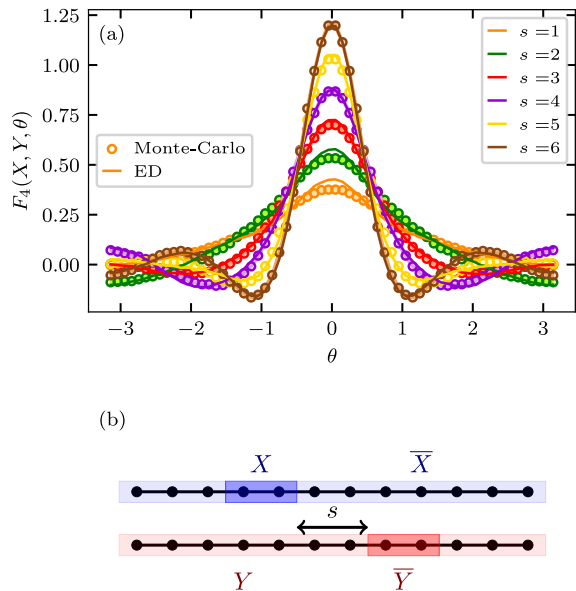 (a)
F₄(X, Y, θ)
1.25
1.00
0.75
0.50
0.25
0.00
Monte-Carlo
ED
s = 1
s = 2
s = 3
s = 4
s = 5
s = 6
−3 −2 −1 0 1 2 3
θ
(b)
X X̅
s
Y Y̅